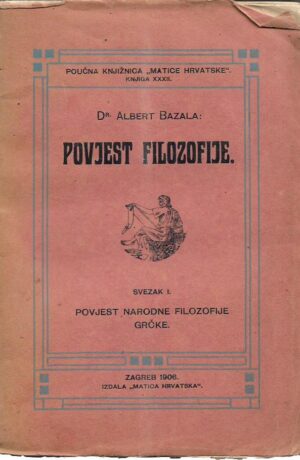 POUČNA KNJIŽNICA „MATICE HRVATSKE“.
KNJIGA XXXII.
DR. ALBERT BAZALA:
POVJEST FILOZOFIJE.
SVEZAK I.
POVJEST NARODNE FILOZOFIJE
GRČKE.
ZAGREB 1906.
IZDALA „MATICA HRVATSKA“.